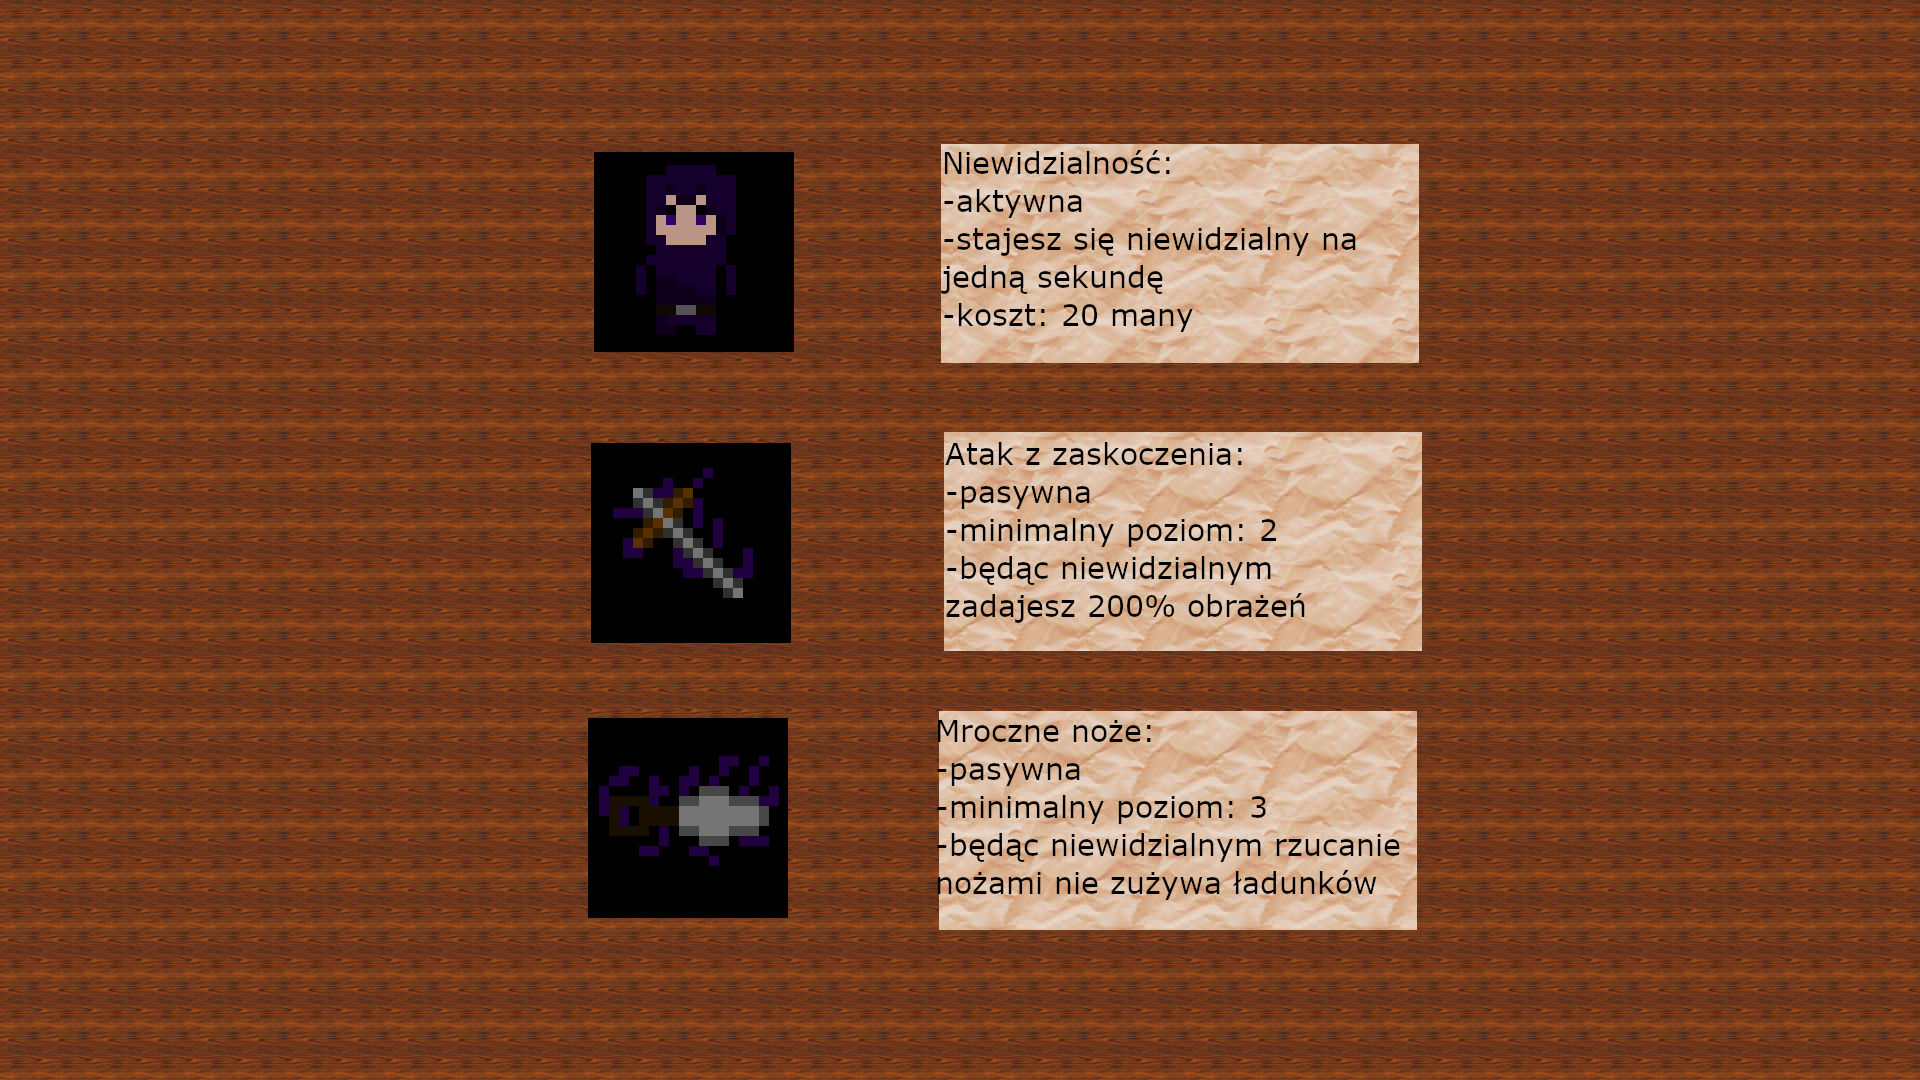 Niewidzialność:
-aktywna
-stajesz się niewidzialny na
jedną sekundę
-koszt: 20 many
Atak z zaskoczenia:
-pasywna
-minimalny poziom: 2
-będąc niewidzialnym
zadajesz 200% obrażeń
Mroczne noże:
-pasywna
-minimalny poziom: 3
-będąc niewidzialnym rzucanie
nożami nie zużywa ładunków